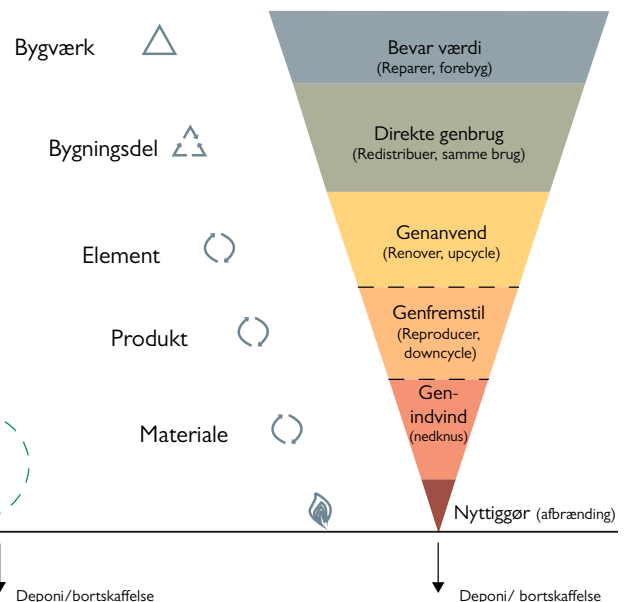 Bygværk
Bevar værdi
(Reparer, forebyg)
Bygningsdel
Direkte genbrug
(Redistribuer, samme brug)
Element
Genanvend
(Renover, upcycle)
Produkt
Genfremstil
(Reproducer,
downcycle)
Materiale
Gen-
indvind
(nedknus)
Nyttiggør (afbrænding)
Deponi/bortskaffelse
Deponi/ bortskaffelse